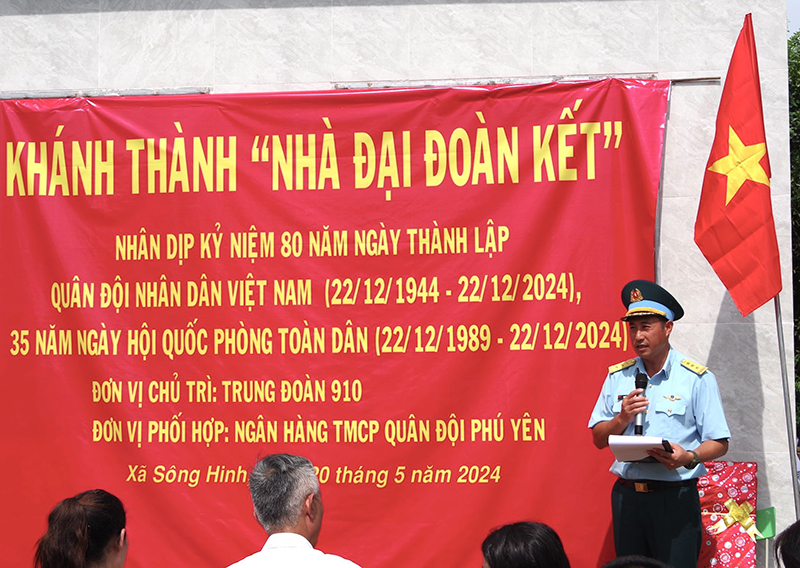 KHÁNH THÀNH “NHÀ ĐẠI ĐOÀN KẾT”
NHÂN DỊP KỶ NIỆM 80 NĂM NGÀY THÀNH LẬP
QUÂN ĐỘI NHÂN DÂN VIỆT NAM (22/12/1944 - 22/12/2024),
35 NĂM NGÀY HỘI QUỐC PHÒNG TOÀN DÂN (22/12/1989 - 22/12/2024)
ĐƠN VỊ CHỦ TRÌ: TRUNG ĐOÀN 910
ĐƠN VỊ PHỐI HỢP: NGÂN HÀNG TMCP QUÂN ĐỘI PHÚ YÊN
Xã Sông Hinh, 20 tháng 5 năm 2024